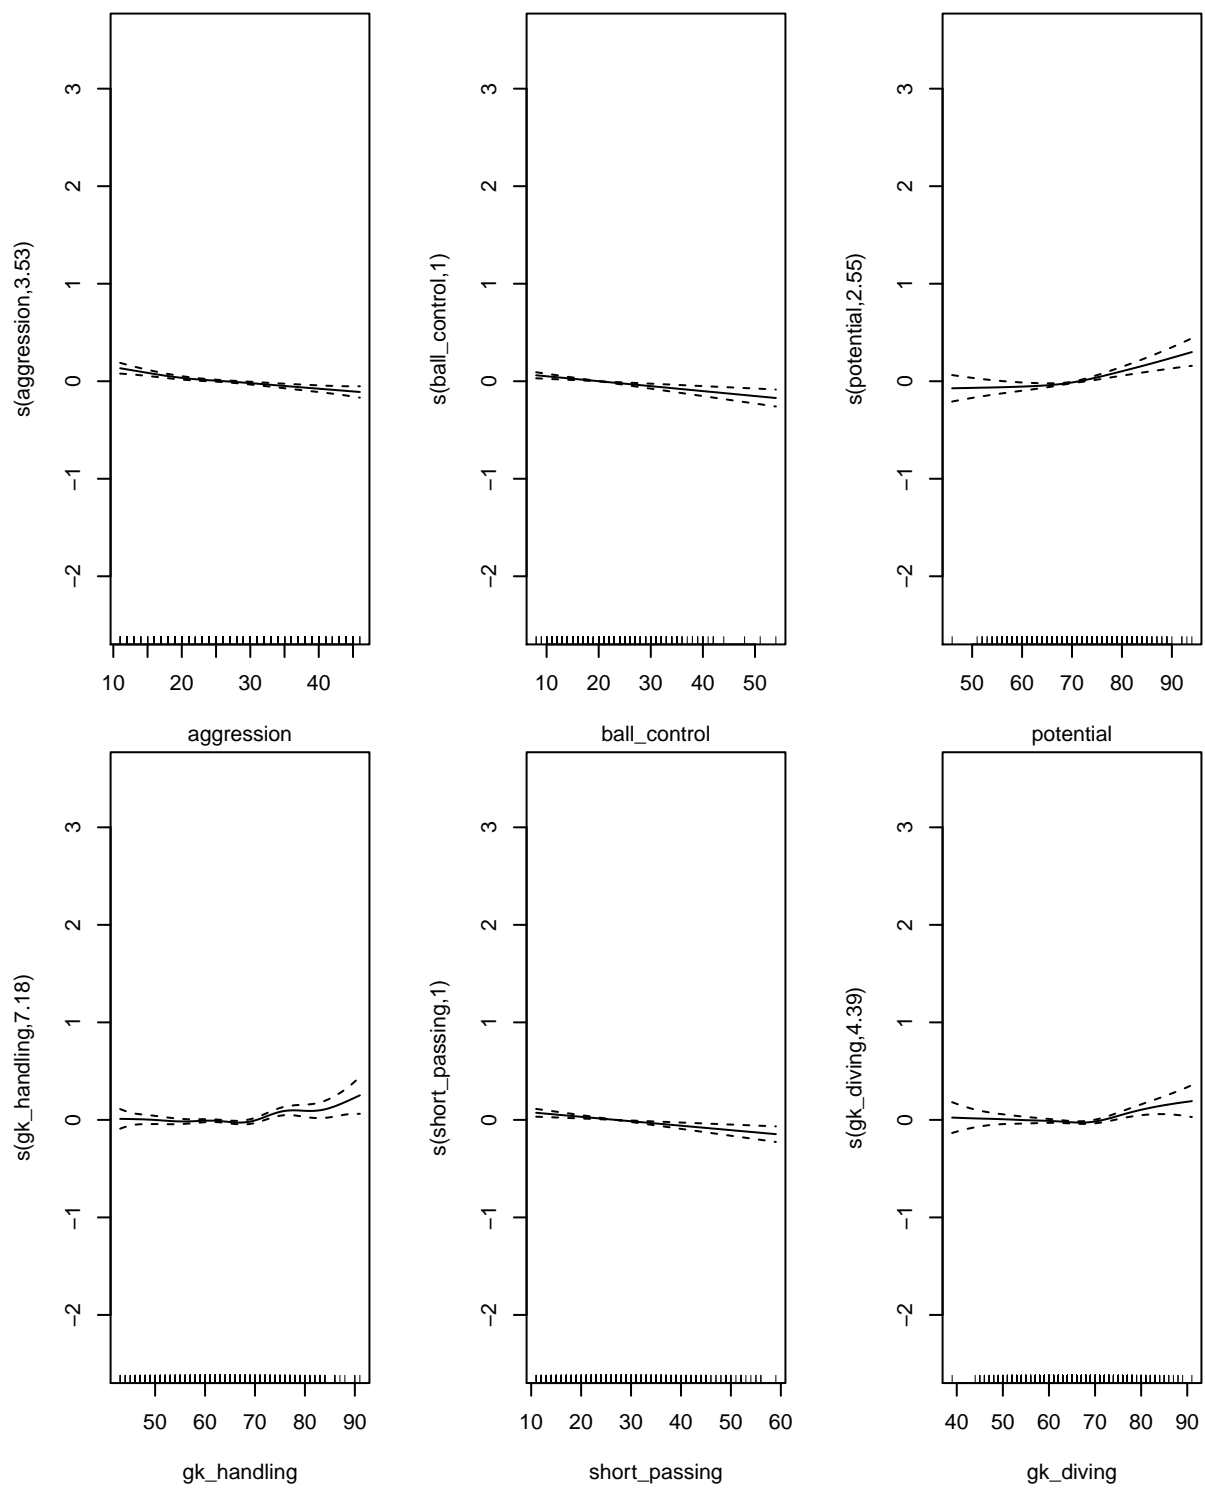 3
2
1
0
−1
−2
s(aggression,3.53)
10 20 30 40
aggression
3
2
1
0
−1
−2
s(ball_control,1)
10 20 30 40 50
ball_control
3
2
1
0
−1
−2
s(potential,2.55)
50 60 70 80 90
potential
3
2
1
0
−1
−2
s(gk_handling,7.18)
50 60 70 80 90
gk_handling
3
2
1
0
−1
−2
s(short_passing,1)
10 20 30 40 50 60
short_passing
3
2
1
0
−1
−2
s(gk_diving,4.39)
40 50 60 70 80 90
gk_diving